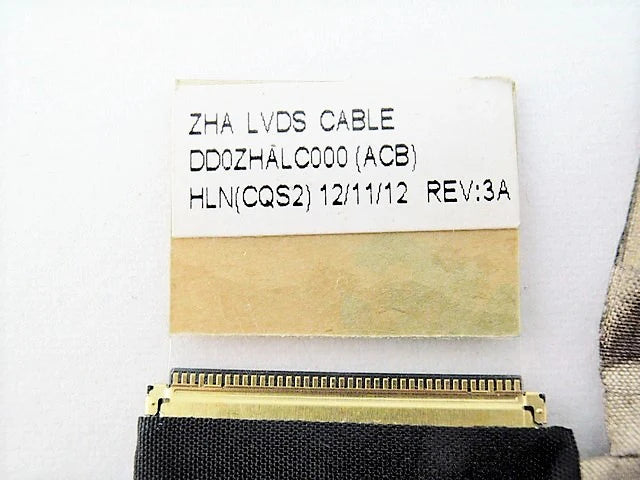 ZHA LVDS CABLE
DD0ZHALC000 (ACB)
HLN(CQS2) 12/11/12 REV:3A